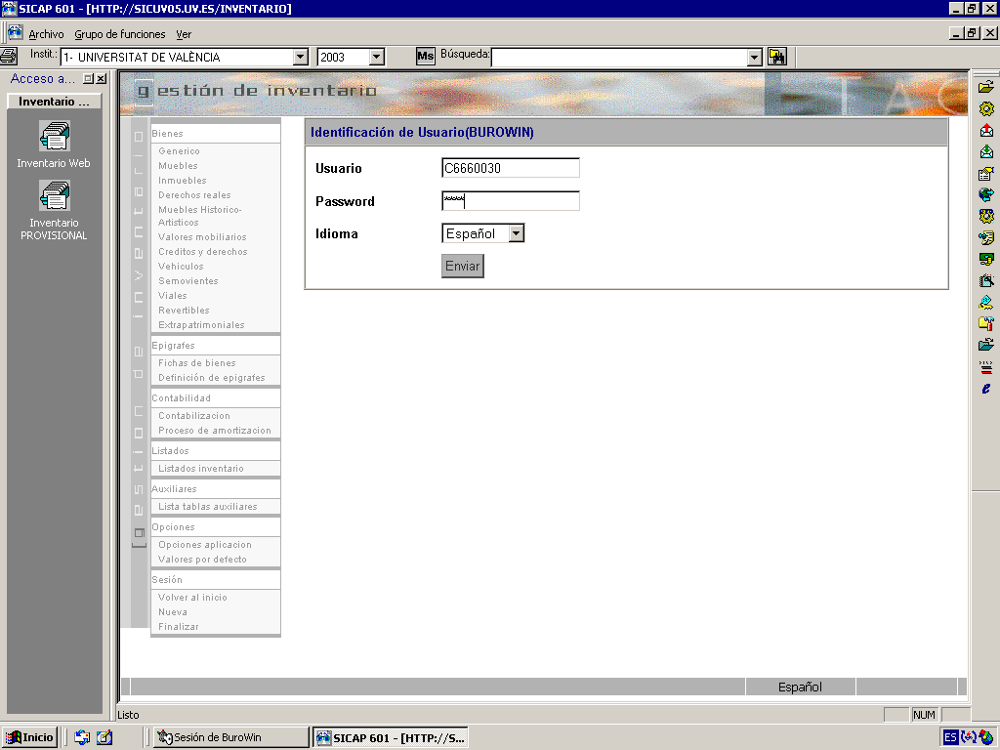 SICAP 601 - [HTTP://SICUV05.UV.ES/INVENTARIO]
Archivo Grupo de funciones Ver
Instit.: 1- UNIVERSITAT DE VALÈNCIA 2003 Ms Búsqueda:
Acceso a...
Inventario ...
Inventario Web
Inventario
PROVISIONAL
gestión de inventario
Bienes
Generico
Muebles
Inmuebles
Derechos reales
Muebles Historico-
Artisticos
Valores mobiliarios
Creditos y derechos
Vehiculos
Semovientes
Viales
Revertibles
Extrapatrimoniales
Epigrafes
Fichas de bienes
Definición de epigrafes
Contabilidad
Contabilizacion
Proceso de amortizacion
Listados
Listados inventario
Auxiliares
Lista tablas auxiliares
Opciones
Opciones aplicacion
Valores por defecto
Sesión
Volver al inicio
Nueva
Finalizar
Identificación de Usuario(BUROWIN)
Usuario C6660030
Password ****
Idioma Español
Enviar
Español
Listo NUM
Inicio Sesión de BuroWin SICAP 601 - [HTTP://S... ES